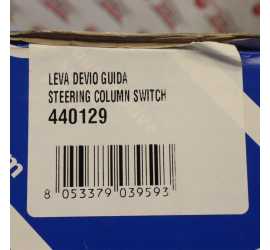 LEVA DEVIO GUIDA
STEERING COLUMN SWITCH
440129
8 053379 039593